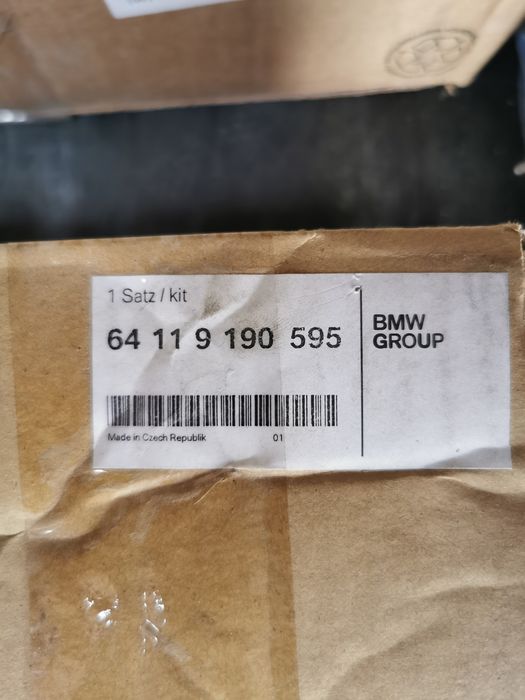 1 Satz / kit
64 11 9 190 595
BMW
GROUP
Made in Czech Republik
01